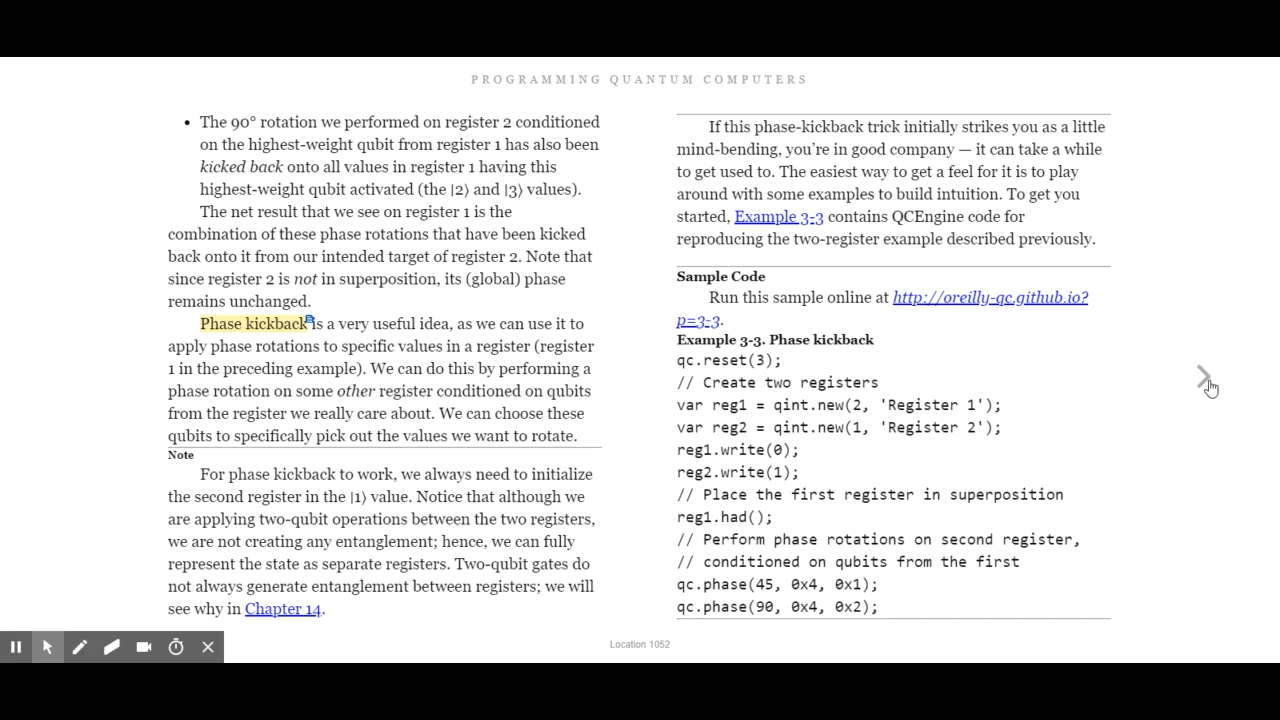 PROGRAMMING QUANTUM COMPUTERS
• The 90° rotation we performed on register 2 conditioned
on the highest-weight qubit from register 1 has also been
kicked back onto all values in register 1 having this
highest-weight qubit activated (the |2⟩ and |3⟩ values).
The net result that we see on register 1 is the
combination of these phase rotations that have been kicked
back onto it from our intended target of register 2. Note that
since register 2 is not in superposition, its (global) phase
remains unchanged.
Phase kickback is a very useful idea, as we can use it to
apply phase rotations to specific values in a register (register
1 in the preceding example). We can do this by performing a
phase rotation on some other register conditioned on qubits
from the register we really care about. We can choose these
qubits to specifically pick out the values we want to rotate.
Note
For phase kickback to work, we always need to initialize
the second register in the |1⟩ value. Notice that although we
are applying two-qubit operations between the two registers,
we are not creating any entanglement; hence, we can fully
represent the state as separate registers. Two-qubit gates do
not always generate entanglement between registers; we will
see why in Chapter 14.
If this phase-kickback trick initially strikes you as a little
mind-bending, you’re in good company — it can take a while
to get used to. The easiest way to get a feel for it is to play
around with some examples to build intuition. To get you
started, Example 3-3 contains QCEngine code for
reproducing the two-register example described previously.
Sample Code
Run this sample online at http://oreilly-qc.github.io?
p=3-3.
Example 3-3. Phase kickback
qc.reset(3);
// Create two registers
var reg1 = qint.new(2, 'Register 1');
var reg2 = qint.new(1, 'Register 2');
reg1.write(0);
reg2.write(1);
// Place the first register in superposition
reg1.had();
// Perform phase rotations on second register,
// conditioned on qubits from the first
qc.phase(45, 0x4, 0x1);
qc.phase(90, 0x4, 0x2);
Location 1052